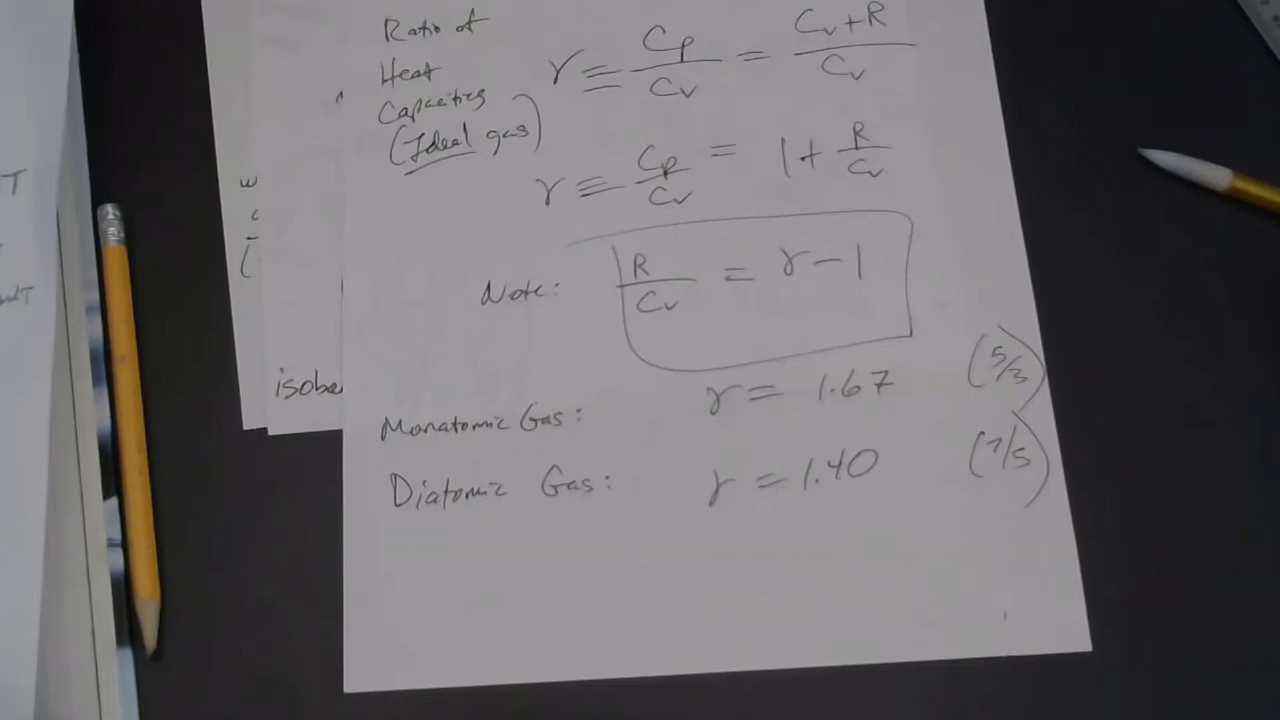 Ratio of
Heat
Capacities
(Ideal gas)
γ ≡ Cp/Cv = Cv+R/Cv
γ ≡ Cp/Cv = 1 + R/Cv
Note: R/Cv = γ - 1
isoba
Monatomic Gas: γ = 1.67 (5/3)
Diatomic Gas: γ = 1.40 (7/5)